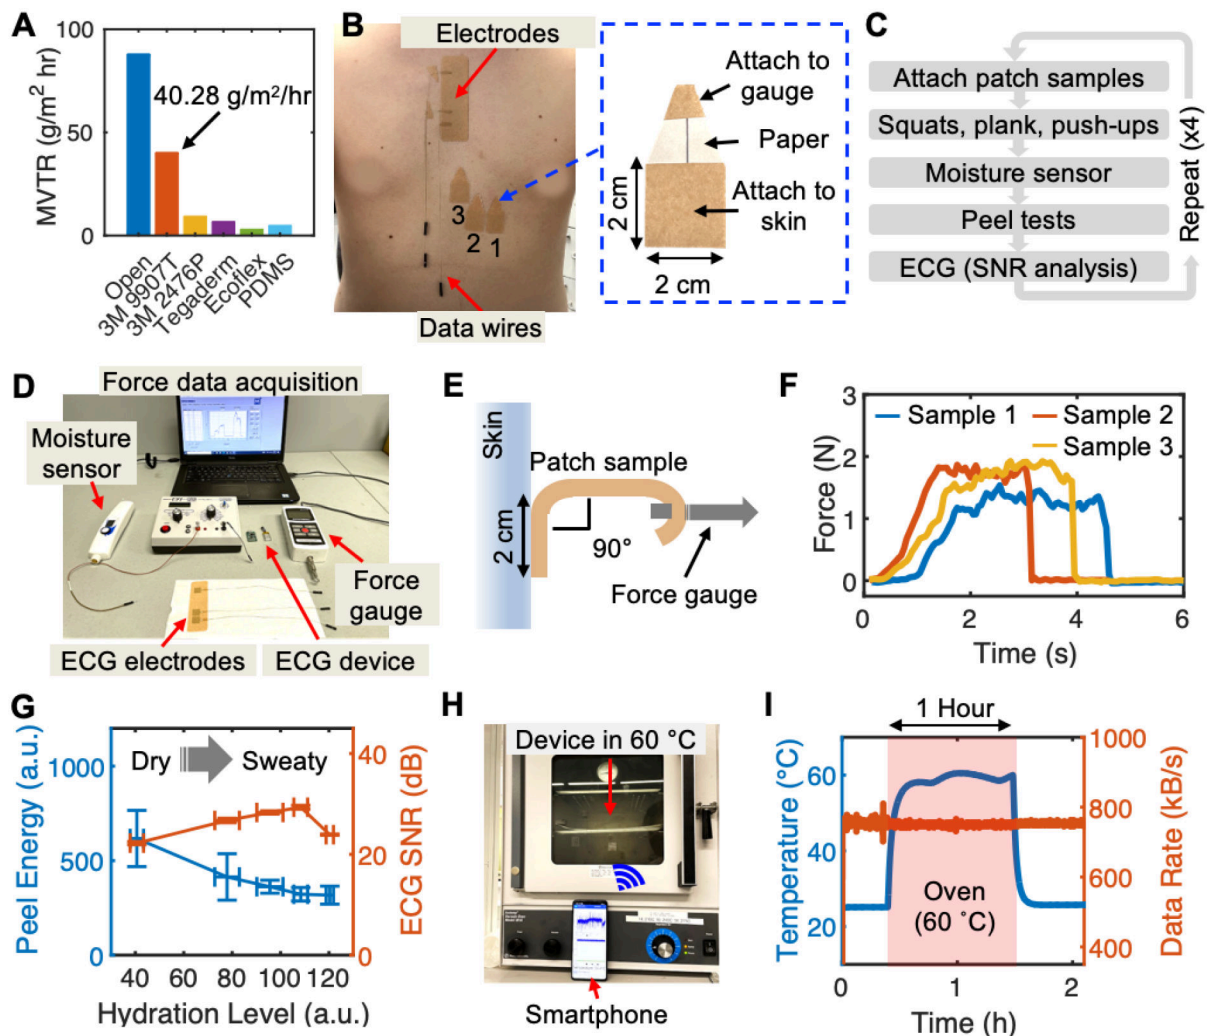 A
MVTR (g/m² hr)
100
50
0
40.28 g/m²/hr
Open
3M 9907T
3M 2476P
Tegaderm
Ecoflex
PDMS
B
Electrodes
3
2
1
Data wires
Attach to
gauge
Paper
Attach to
skin
2 cm
2 cm
C
Attach patch samples
Squats, plank, push-ups
Moisture sensor
Peel tests
ECG (SNR analysis)
Repeat (x4)
D
Force data acquisition
Moisture
sensor
Force
gauge
ECG electrodes
ECG device
E
Skin
Patch sample
2 cm
90°
Force gauge
F
Force (N)
3
2
1
0
Sample 1
Sample 2
Sample 3
0
2
4
6
Time (s)
G
Peel Energy (a.u.)
1000
500
0
Dry
Sweaty
40
20
0
ECG SNR (dB)
40
60
80
100
120
Hydration Level (a.u.)
H
Device in 60 °C
Smartphone
I
1 Hour
Temperature (°C)
60
40
20
Oven
(60 °C)
1000
800
600
400
Data Rate (kB/s)
0
1
2
Time (h)